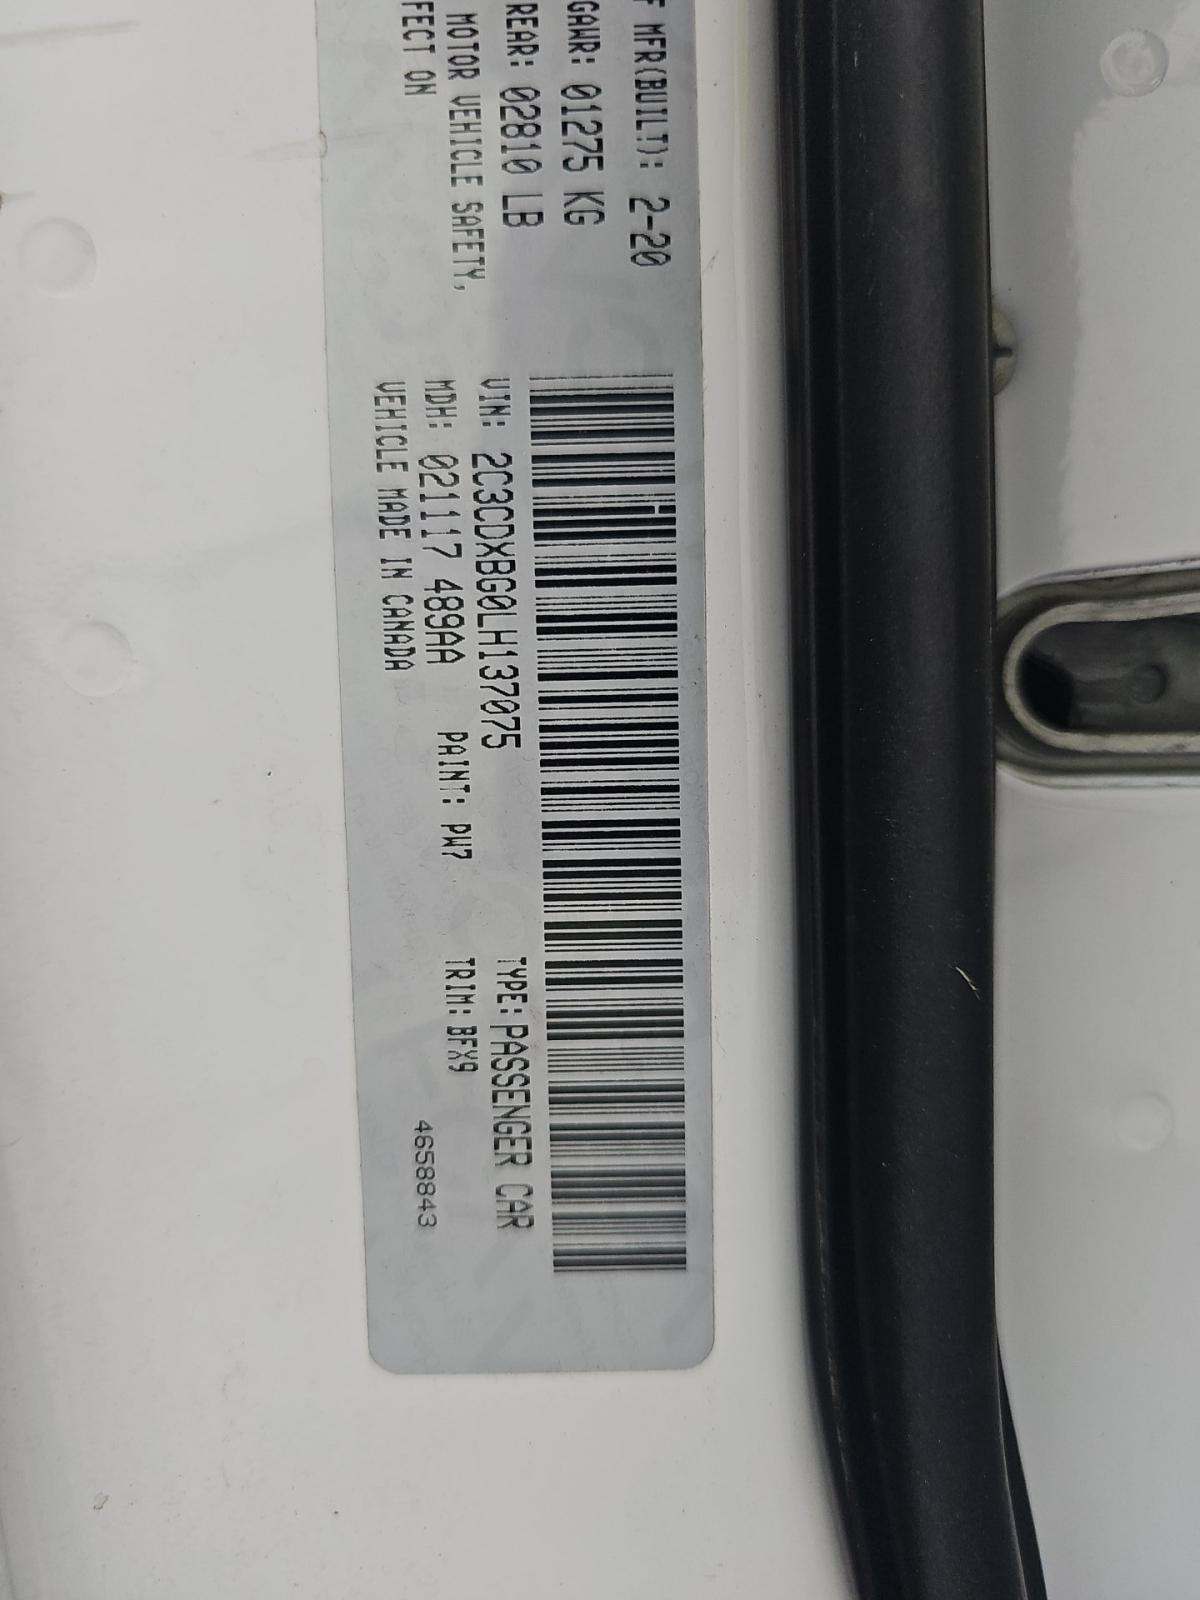 F MFR(BUILT): 2-20
GAWR: 01275 KG
REAR: 02810 LB
MOTOR VEHICLE SAFETY,
FECT ON
VIN: 2C3CDXBG0LH137075 TYPE: PASSENGER CAR
MDH: 021117 489AA PAINT: PW7 TRIM: BFX9
VEHICLE MADE IN CANADA 4658843